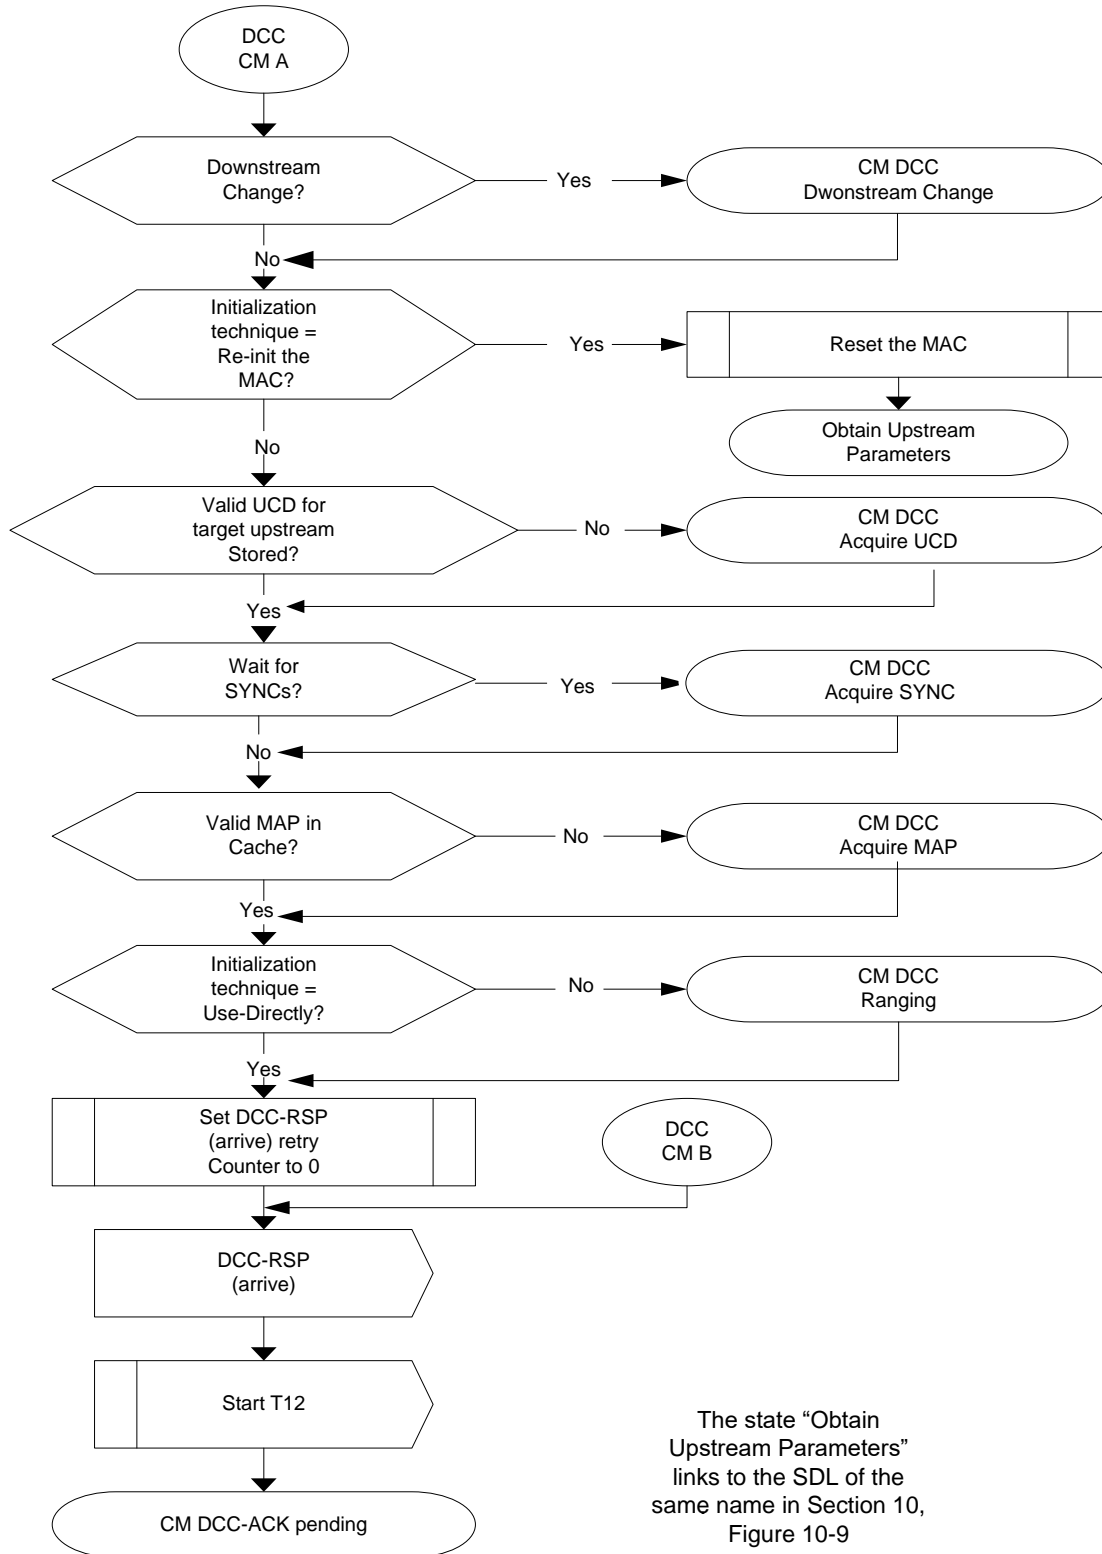 DCC
CM A
Downstream
Change?
Yes
CM DCC
Dwonstream Change
No
Initialization
technique =
Re-init the
MAC?
Yes
Reset the MAC
No
Obtain Upstream
Parameters
Valid UCD for
target upstream
Stored?
No
CM DCC
Acquire UCD
Yes
Wait for
SYNCs?
Yes
CM DCC
Acquire SYNC
No
Valid MAP in
Cache?
No
CM DCC
Acquire MAP
Yes
Initialization
technique =
Use-Directly?
No
CM DCC
Ranging
Yes
Set DCC-RSP
(arrive) retry
Counter to 0
DCC
CM B
DCC-RSP
(arrive)
Start T12
The state “Obtain
Upstream Parameters”
links to the SDL of the
same name in Section 10,
Figure 10-9
CM DCC-ACK pending